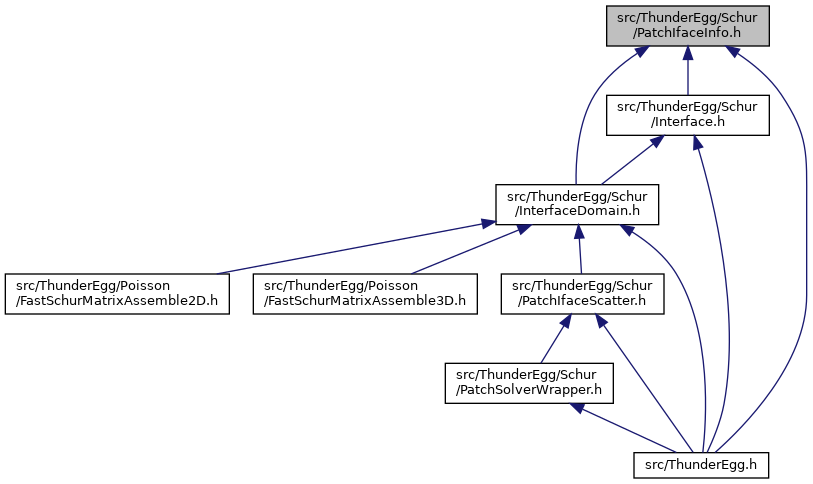 src/ThunderEgg/Schur
/PatchIfaceInfo.h
src/ThunderEgg/Schur
/Interface.h
src/ThunderEgg/Schur
/InterfaceDomain.h
src/ThunderEgg/Poisson
/FastSchurMatrixAssemble2D.h
src/ThunderEgg/Poisson
/FastSchurMatrixAssemble3D.h
src/ThunderEgg/Schur
/PatchIfaceScatter.h
src/ThunderEgg/Schur
/PatchSolverWrapper.h
src/ThunderEgg.h